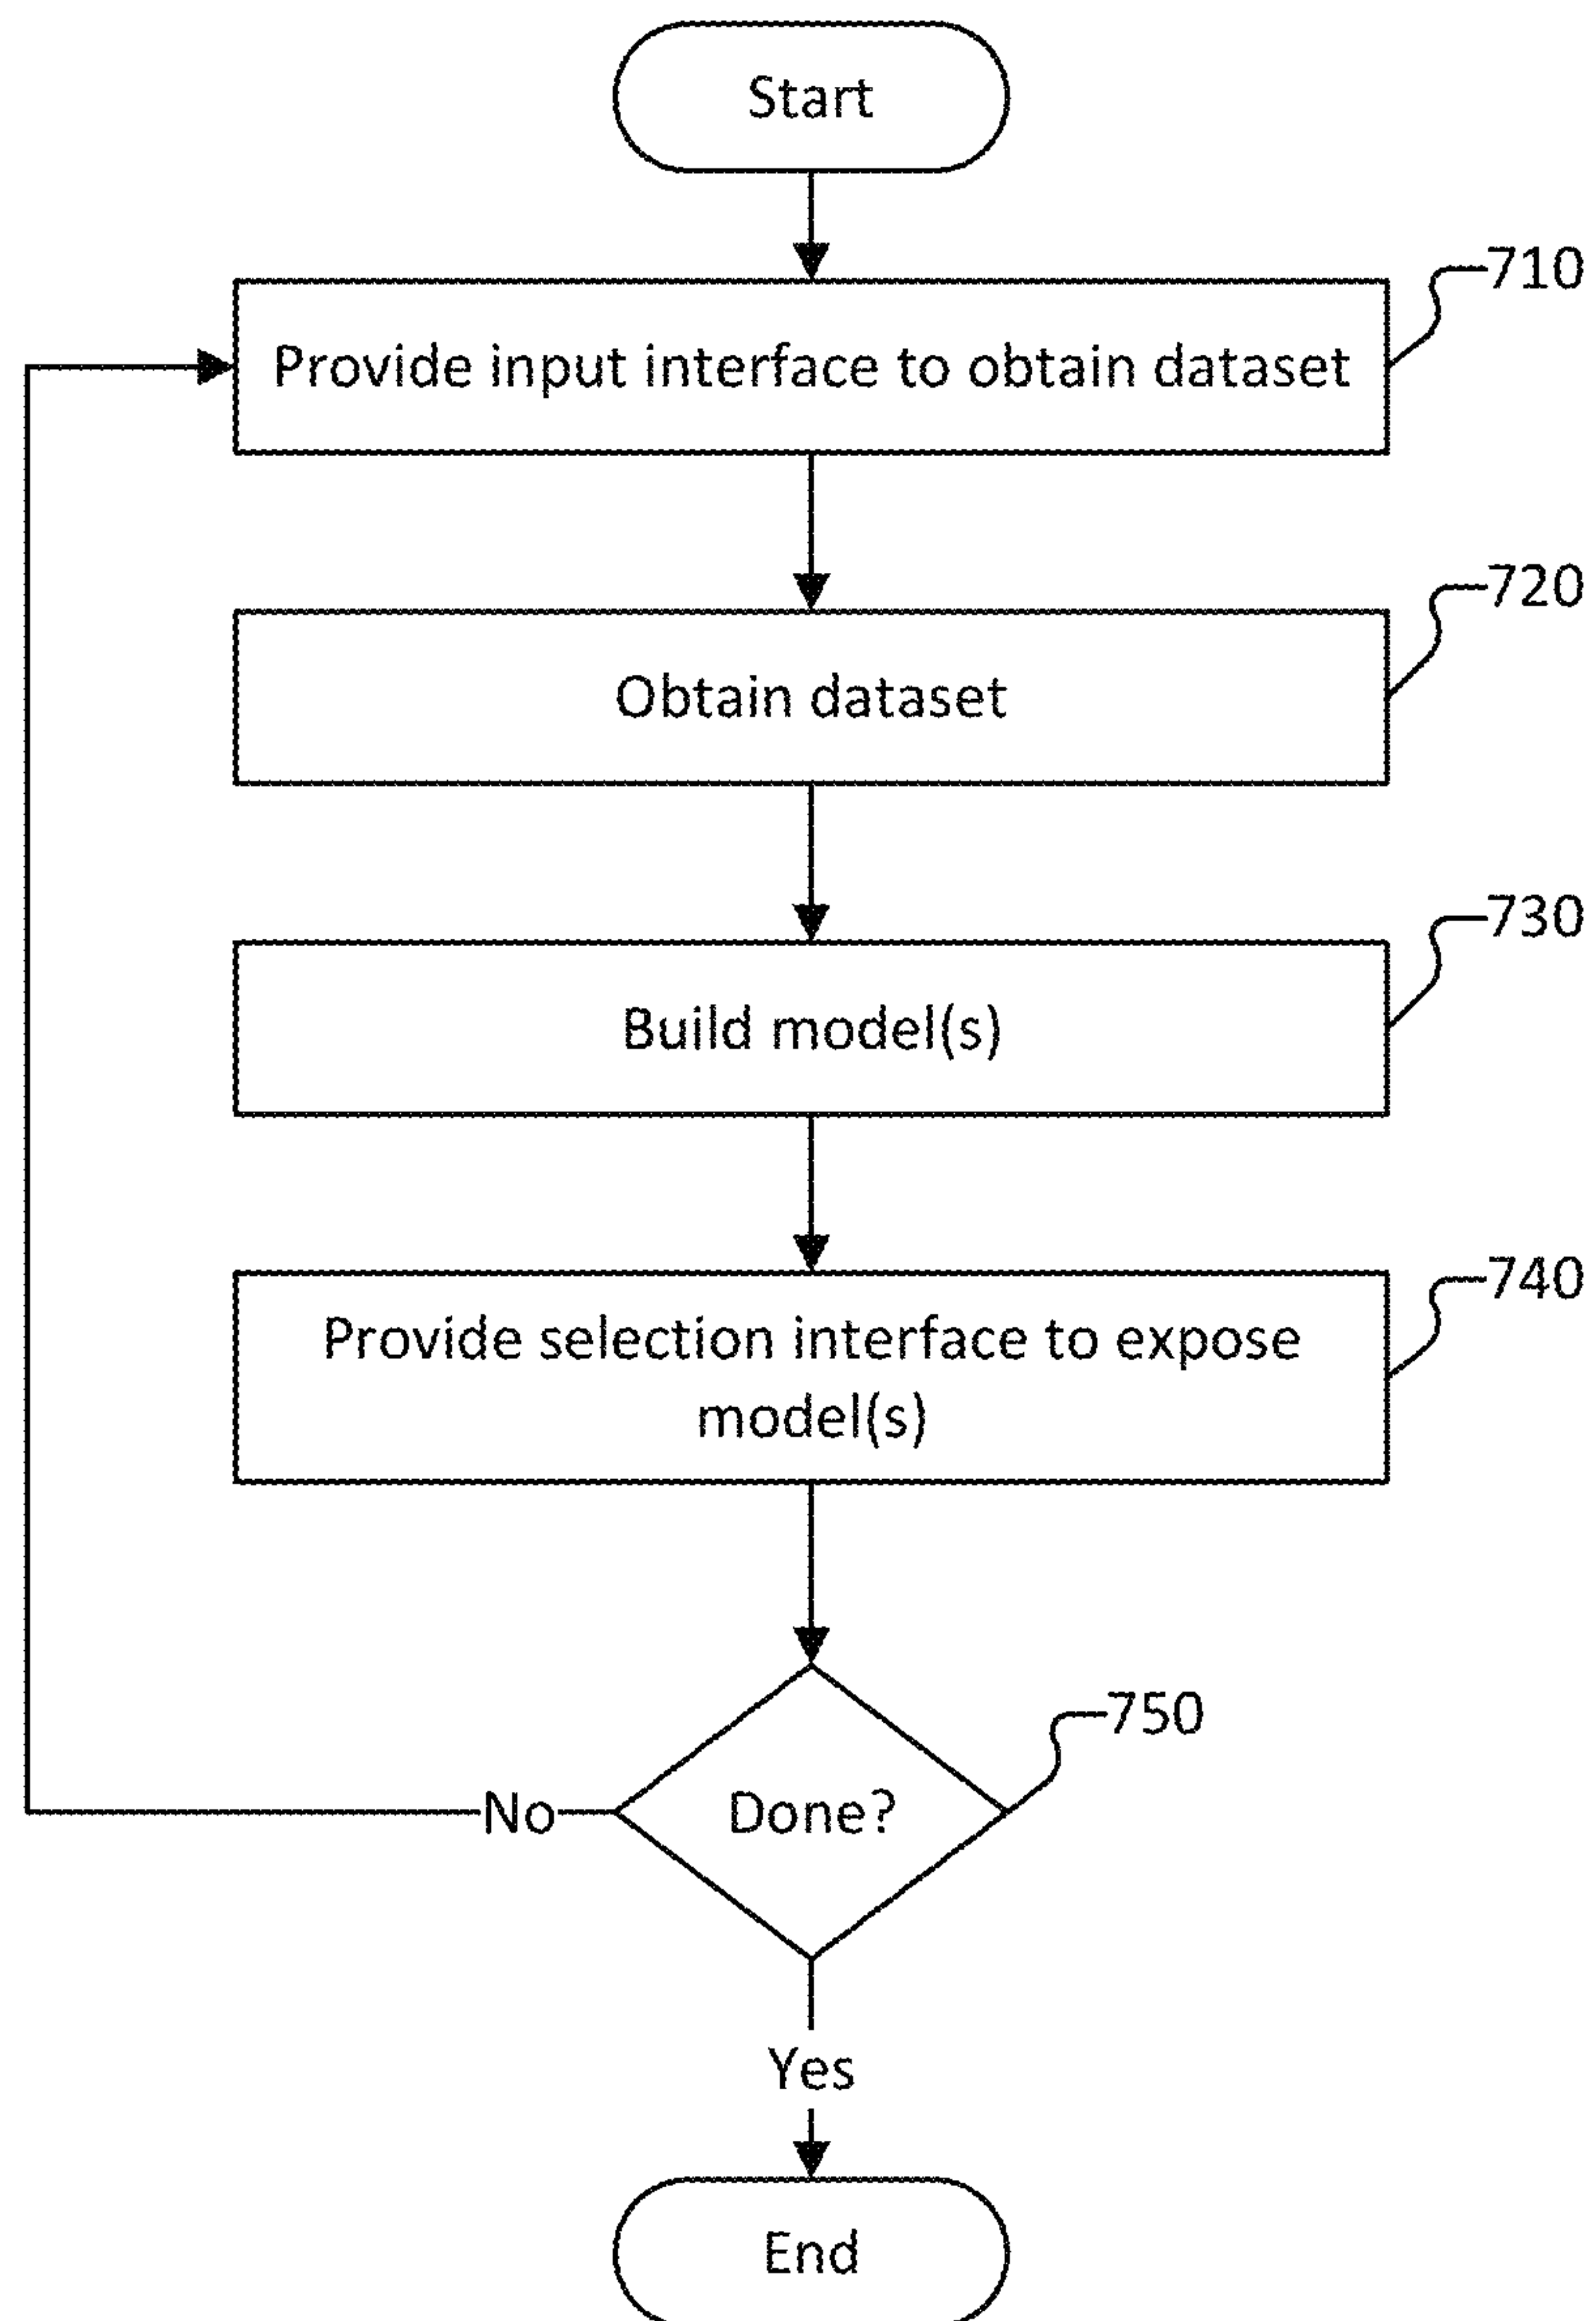 Start
710
Provide input interface to obtain dataset
720
Obtain dataset
730
Build model(s)
740
Provide selection interface to expose
model(s)
750
No
Done?
Yes
End